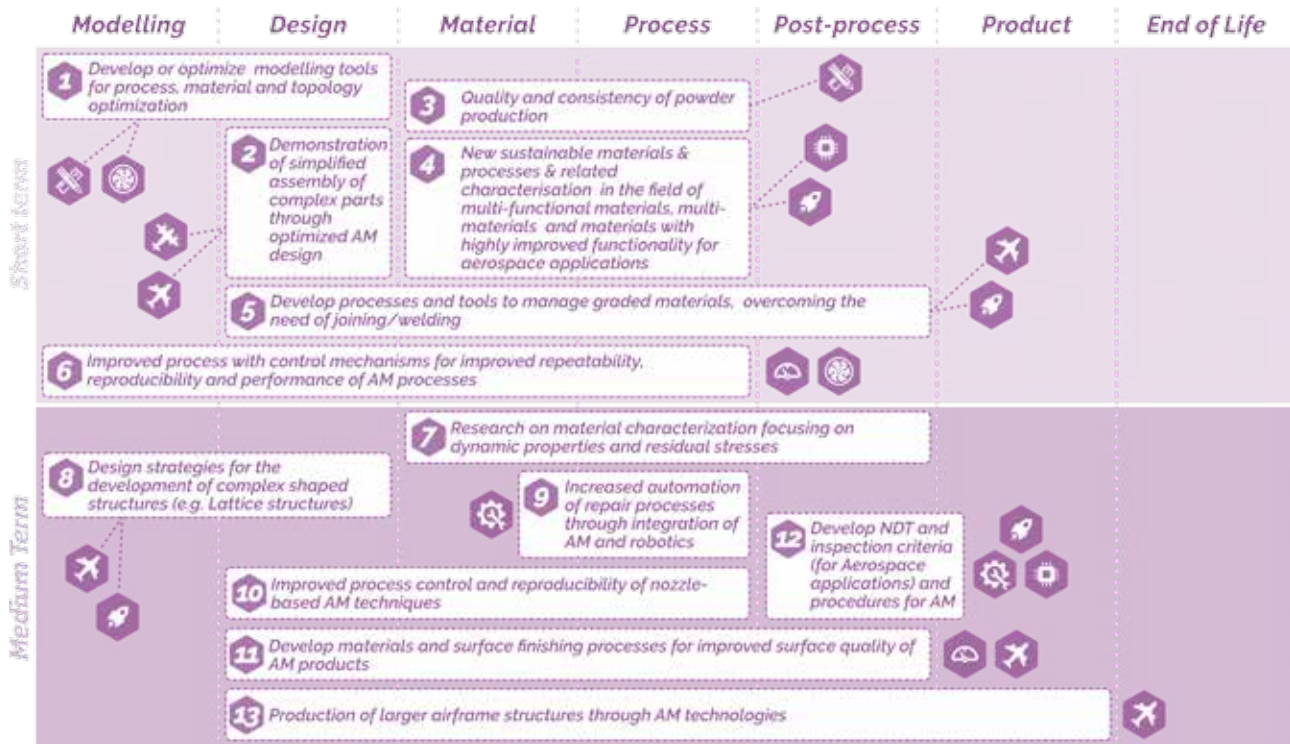 Modelling Design Material Process Post-process Product End of Life
Short term
1 Develop or optimize modelling tools
for process, material and topology
optimization
2 Demonstration
of simplified
assembly of
complex parts
through
optimized AM
design
3 Quality and consistency of powder
production
4 New sustainable materials &
processes & related
characterisation in the field of
multi-functional materials, multi-
materials and materials with
highly improved functionality for
aerospace applications
5 Develop processes and tools to manage graded materials, overcoming the
need of joining/welding
6 Improved process with control mechanisms for improved repeatability,
reproducibility and performance of AM processes
Medium Term
7 Research on material characterization focusing on
dynamic properties and residual stresses
8 Design strategies for the
development of complex shaped
structures (e.g. Lattice structures)
9 Increased automation
of repair processes
through integration of
AM and robotics
10 Improved process control and reproducibility of nozzle-
based AM techniques
12 Develop NDT and
inspection criteria
(for Aerospace
applications) and
procedures for AM
11 Develop materials and surface finishing processes for improved surface quality of
AM products
13 Production of larger airframe structures through AM technologies